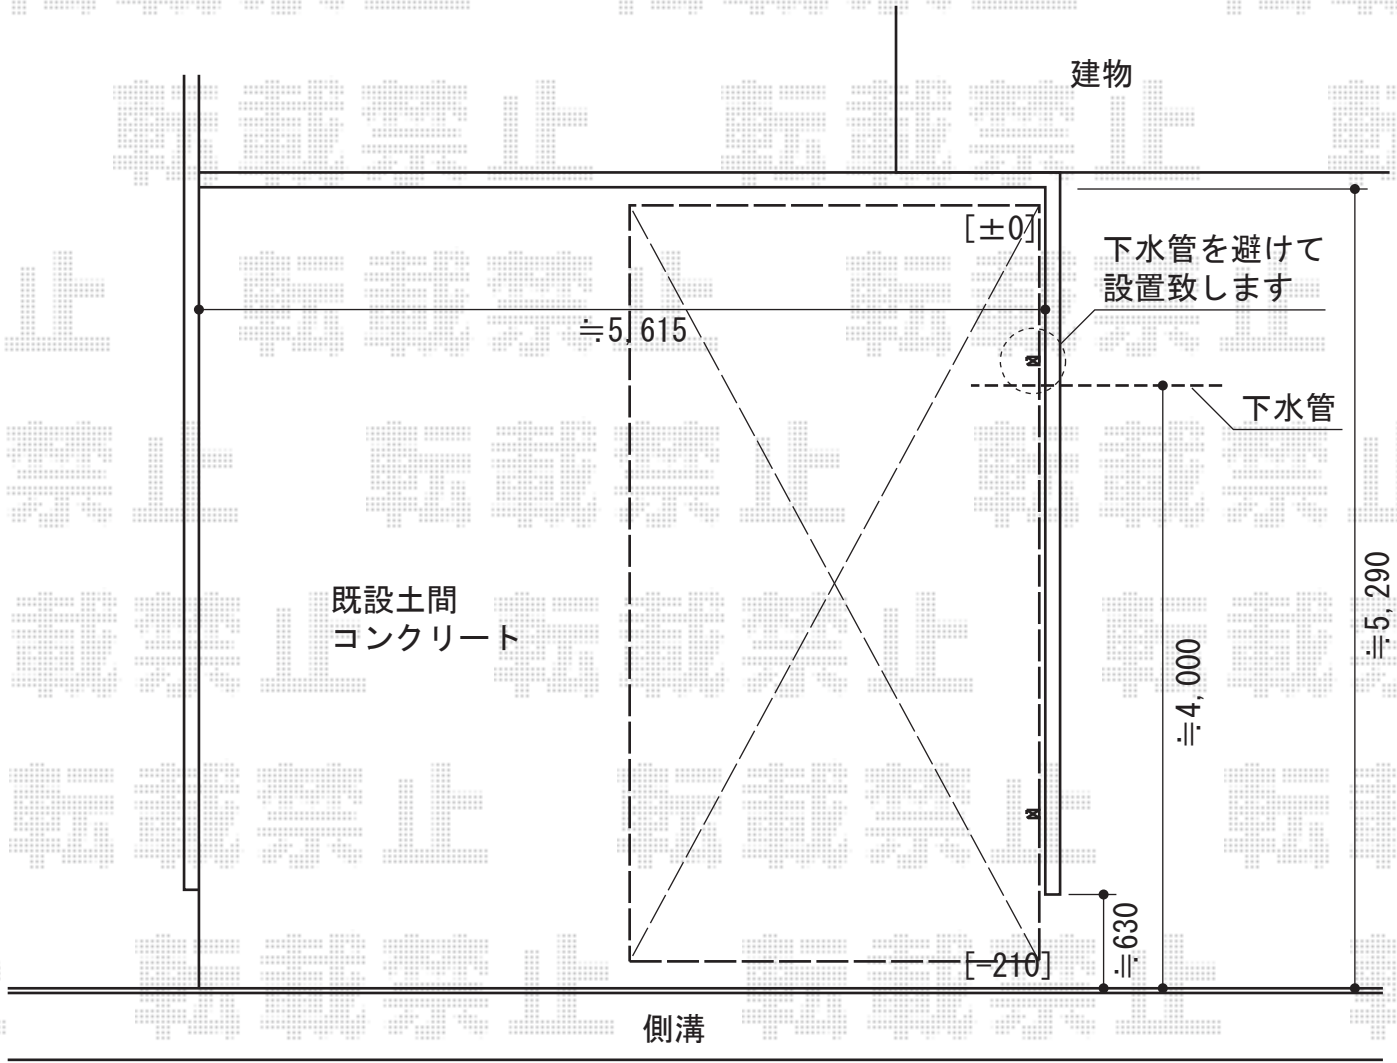 建物
[±0]
下水管を避けて
設置致します
≒5,615
下水管
既設土間
コンクリート
≒5,290
≒4,000
≒630
[-210]
側溝
転載禁止